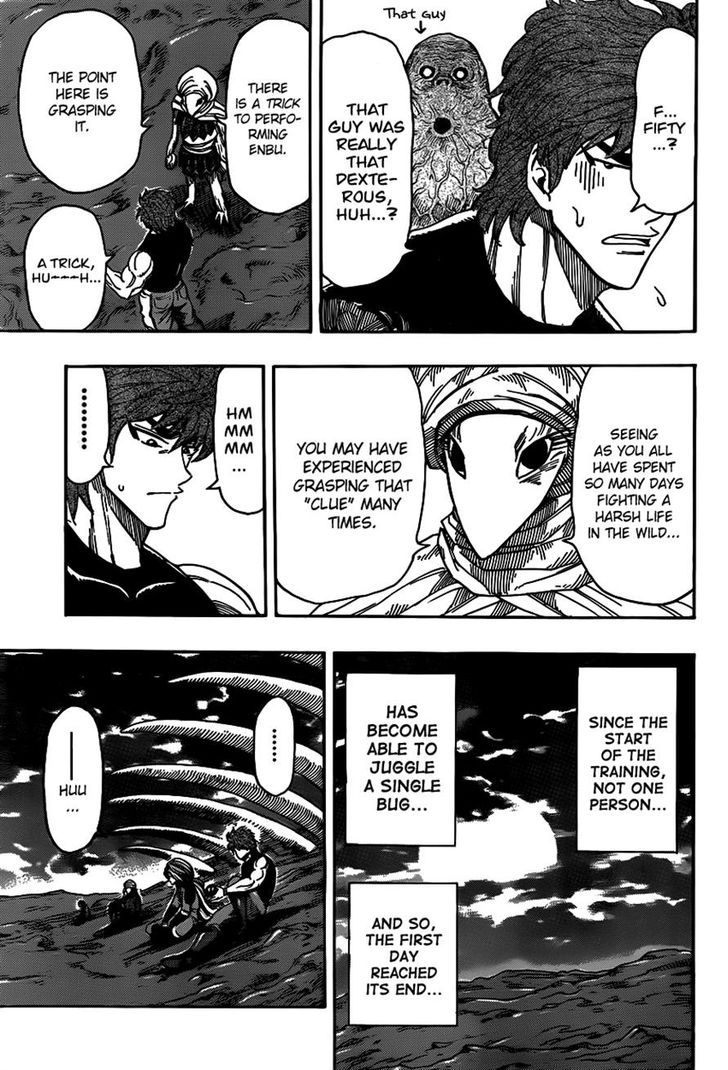 F...
FIFTY
...?
That Guy
THAT
GUY WAS
REALLY
THAT
DEXTE-
ROUS,
HUH...?
THERE
IS A TRICK
TO PERFO-
RMING
ENBU.
THE POINT
HERE IS
GRASPING
IT.
A TRICK,
HU---H...
SEEING
AS YOU ALL
HAVE SPENT
SO MANY DAYS
FIGHTING A
HARSH LIFE
IN THE WILD...
YOU MAY HAVE
EXPERIENCED
GRASPING THAT
"CLUE" MANY
TIMES.
HM
MM
MM
...
.........
SINCE THE
START
OF THE
TRAINING,
NOT ONE
PERSON...
HAS
BECOME
ABLE TO
JUGGLE
A SINGLE
BUG...
AND SO,
THE FIRST
DAY
REACHED
ITS END...
.....
—
HUU
...